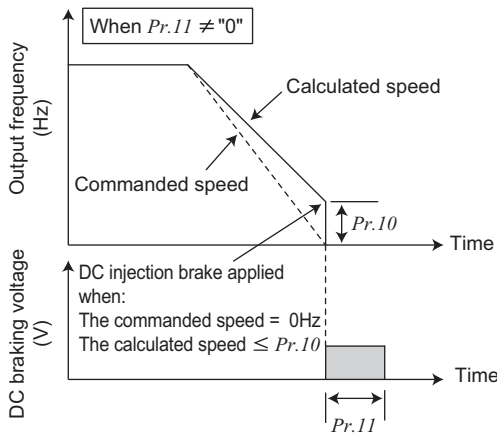 When Pr.11 ≠ "0"
Output frequency
(Hz)
Calculated speed
Commanded speed
Pr.10
Time
DC injection brake applied
when:
The commanded speed = 0Hz
The calculated speed ≤ Pr.10
DC braking voltage
(V)
Time
Pr.11